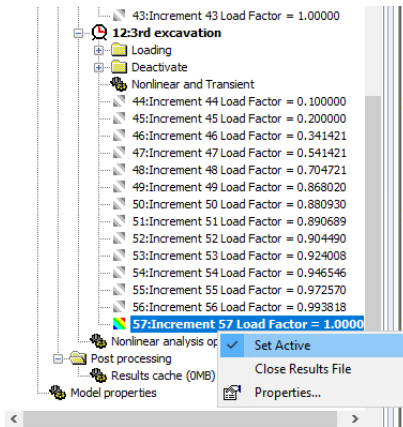 43:Increment 43 Load Factor = 1.00000
12:3rd excavation
Loading
Deactivate
Nonlinear and Transient
44:Increment 44 Load Factor = 0.100000
45:Increment 45 Load Factor = 0.200000
46:Increment 46 Load Factor = 0.341421
47:Increment 47 Load Factor = 0.541421
48:Increment 48 Load Factor = 0.704721
49:Increment 49 Load Factor = 0.868020
50:Increment 50 Load Factor = 0.880930
51:Increment 51 Load Factor = 0.890689
52:Increment 52 Load Factor = 0.904490
53:Increment 53 Load Factor = 0.924008
54:Increment 54 Load Factor = 0.946546
55:Increment 55 Load Factor = 0.972570
56:Increment 56 Load Factor = 0.993818
57:Increment 57 Load Factor = 1.0000
Nonlinear analysis op
Set Active
Post processing
Close Results File
Results cache (0MB)
Properties...
Model properties